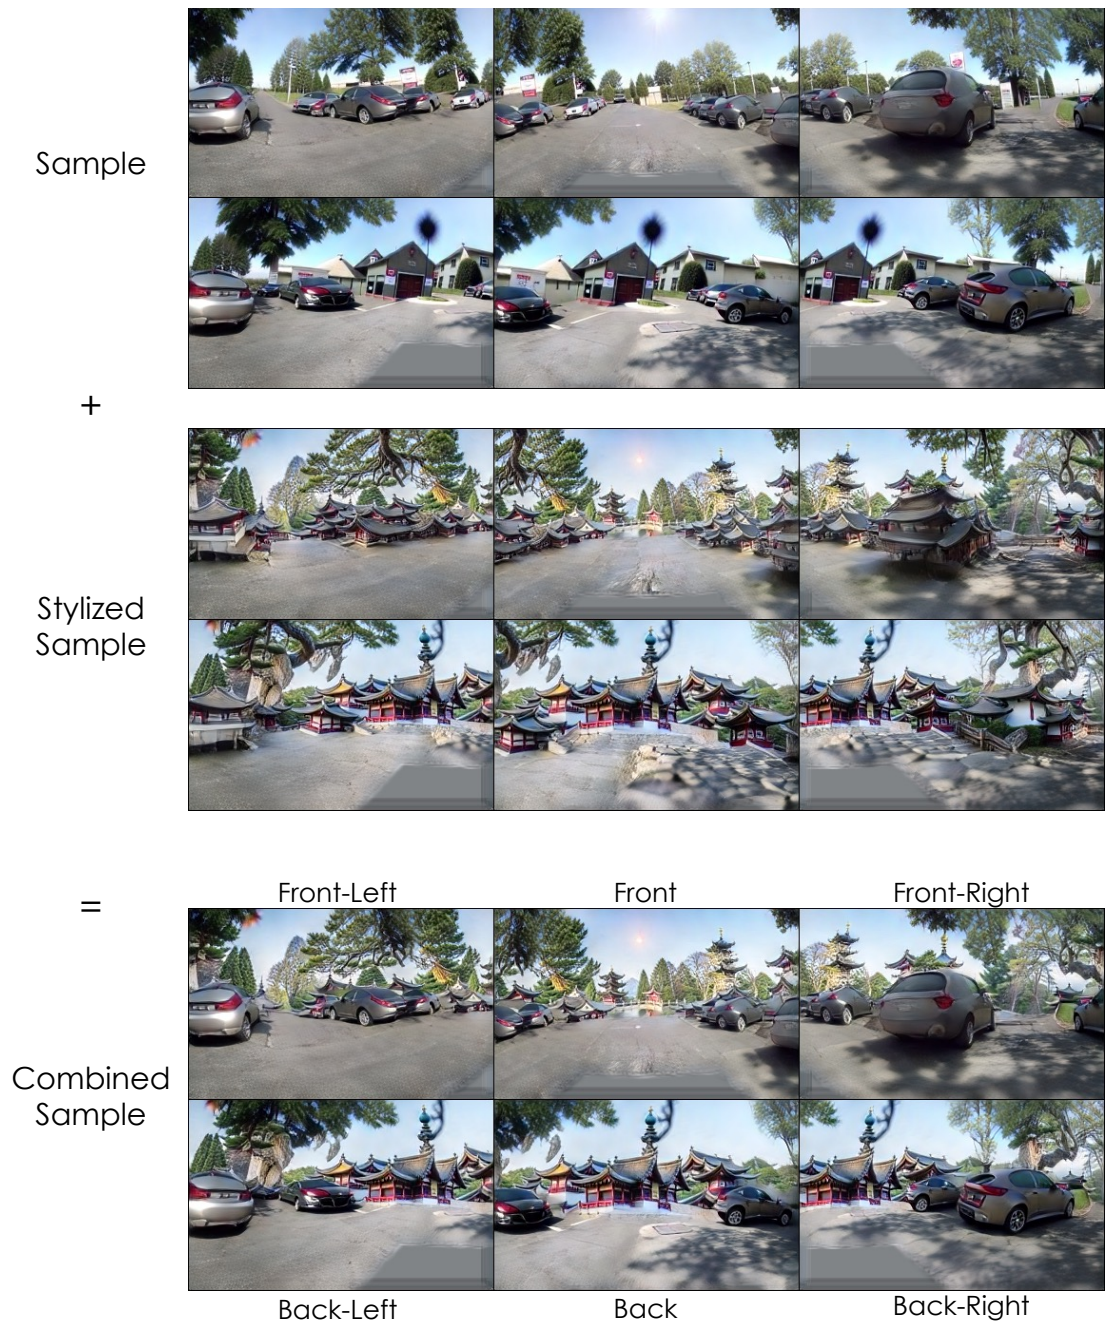 Sample
+
Stylized
Sample
=
Front-Left
Front
Front-Right
Combined
Sample
Back-Left
Back
Back-Right